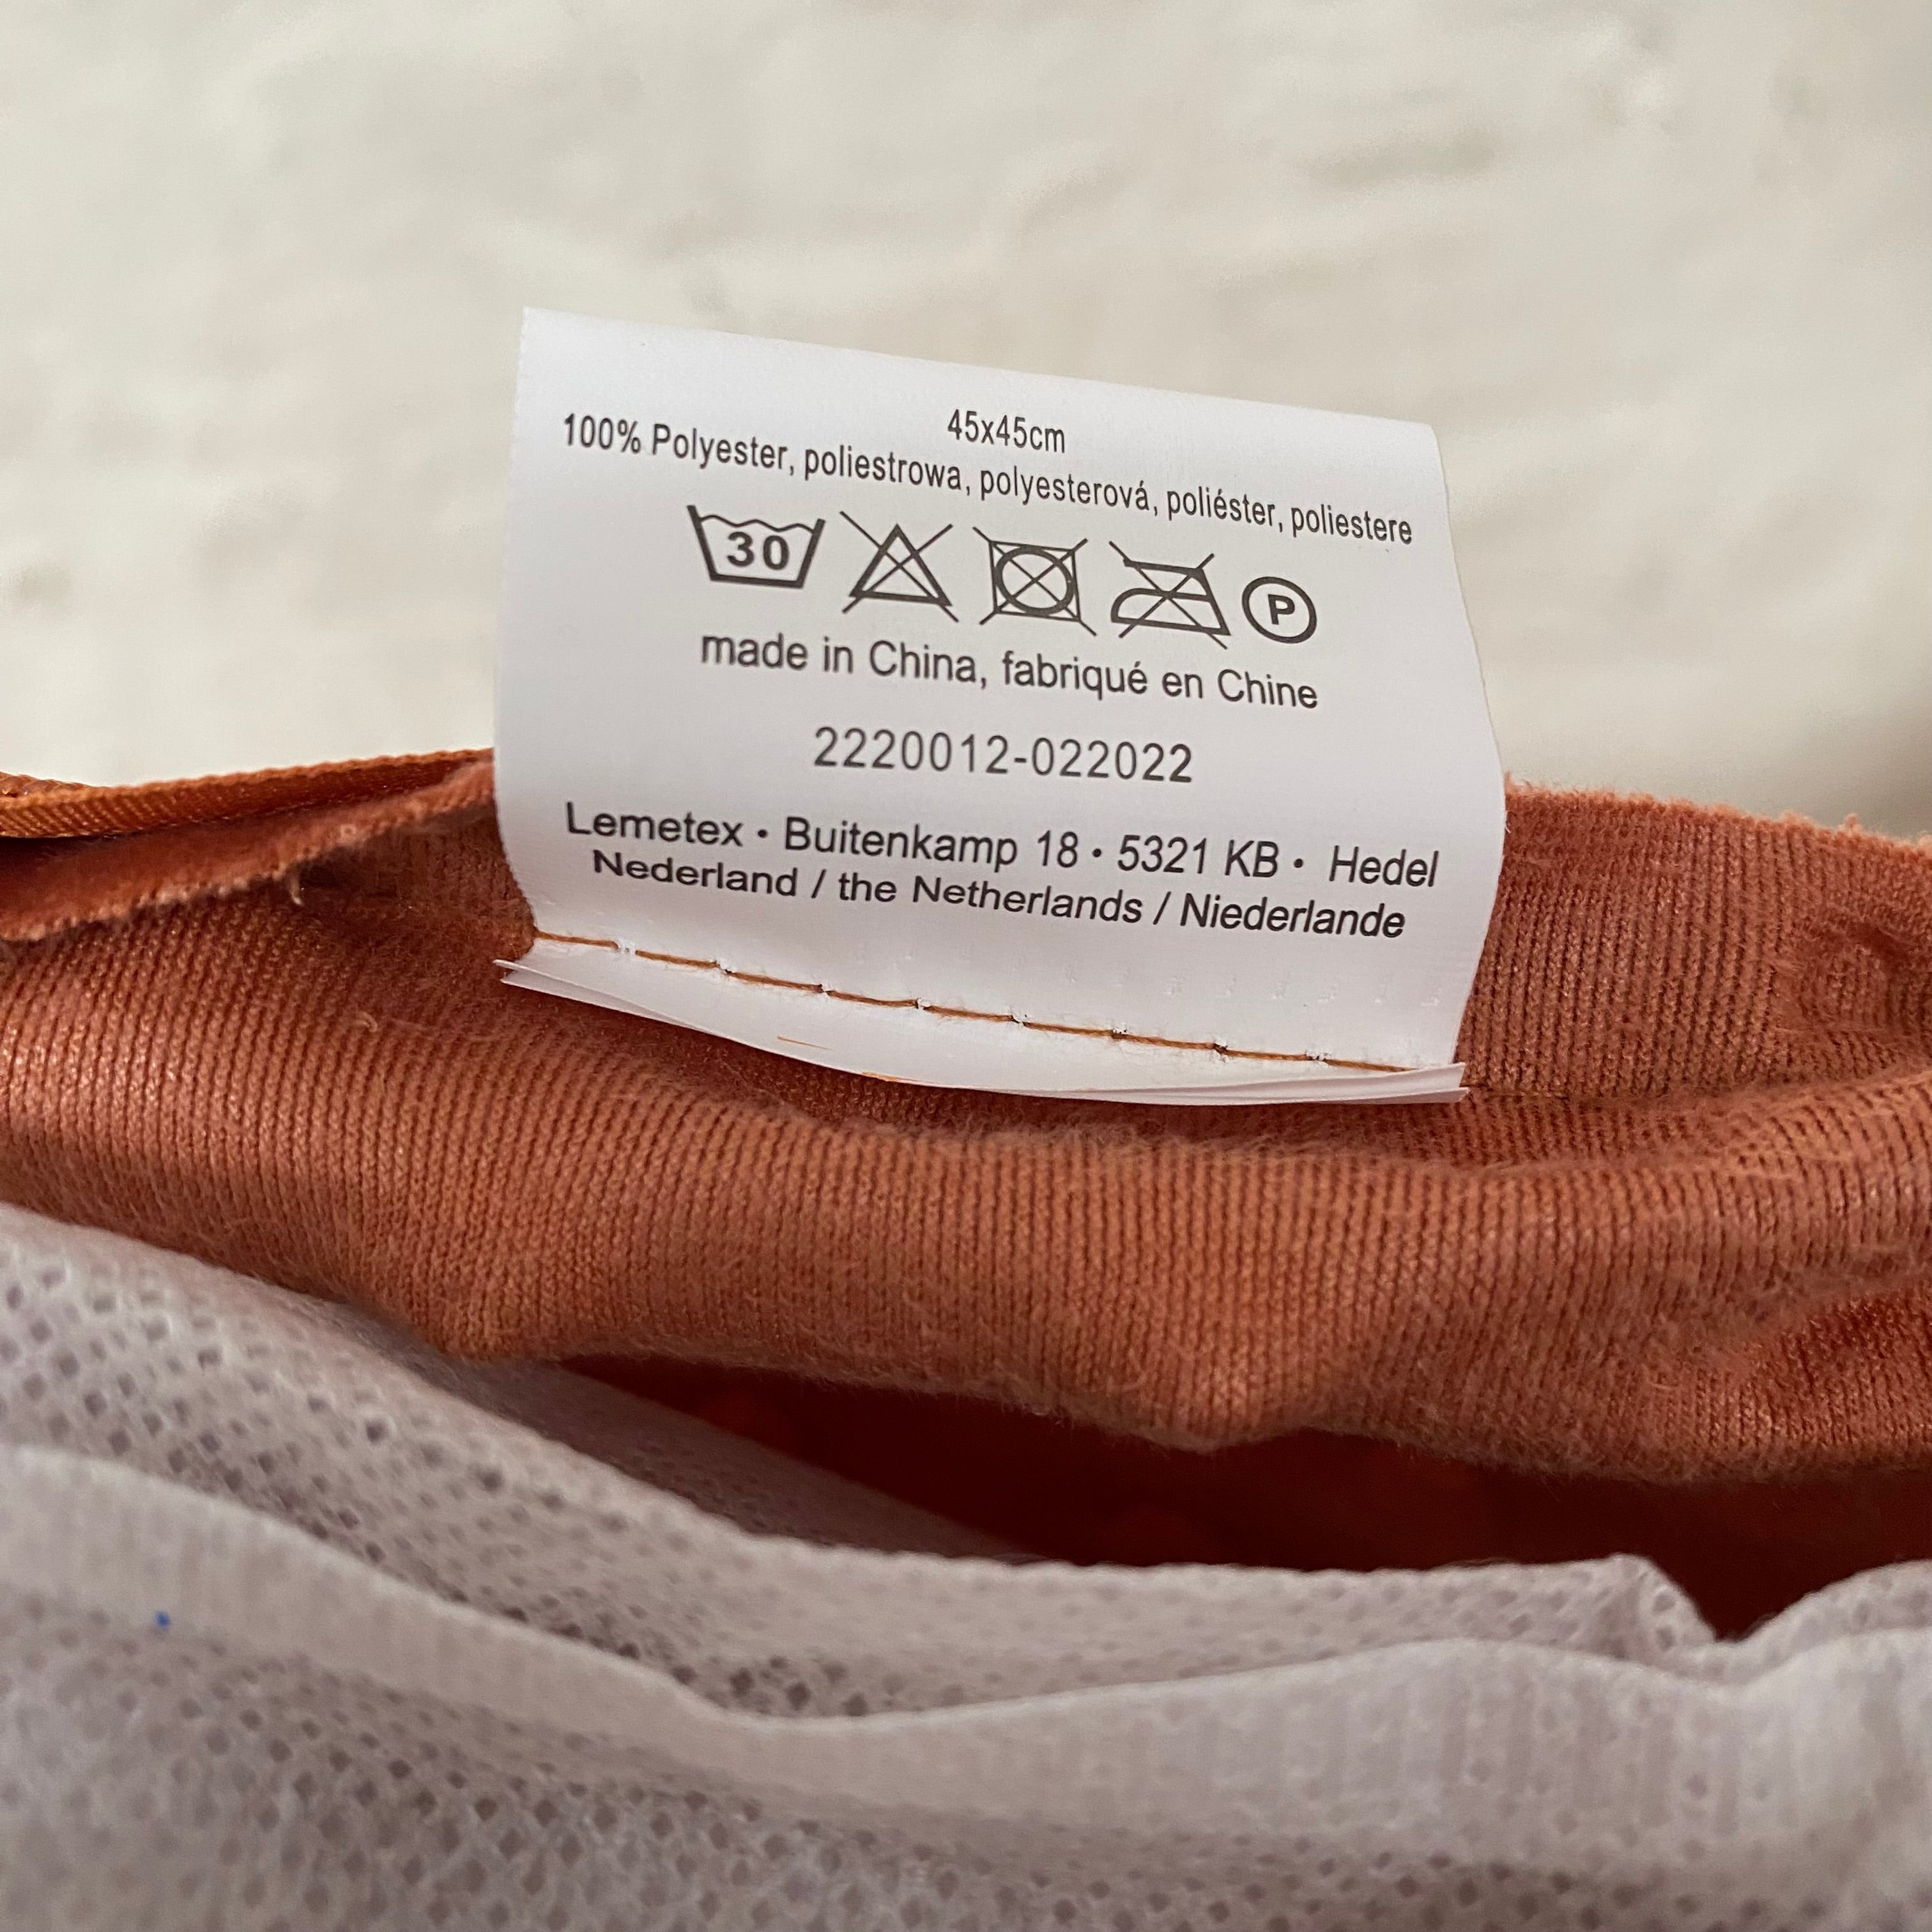 45x45cm
100% Polyester, poliestrowa, polyesterová, poliéster, poliestere
30 P
made in China, fabriqué en Chine
2220012-022022
Lemetex • Buitenkamp 18 • 5321 KB • Hedel
Nederland / the Netherlands / Niederlande